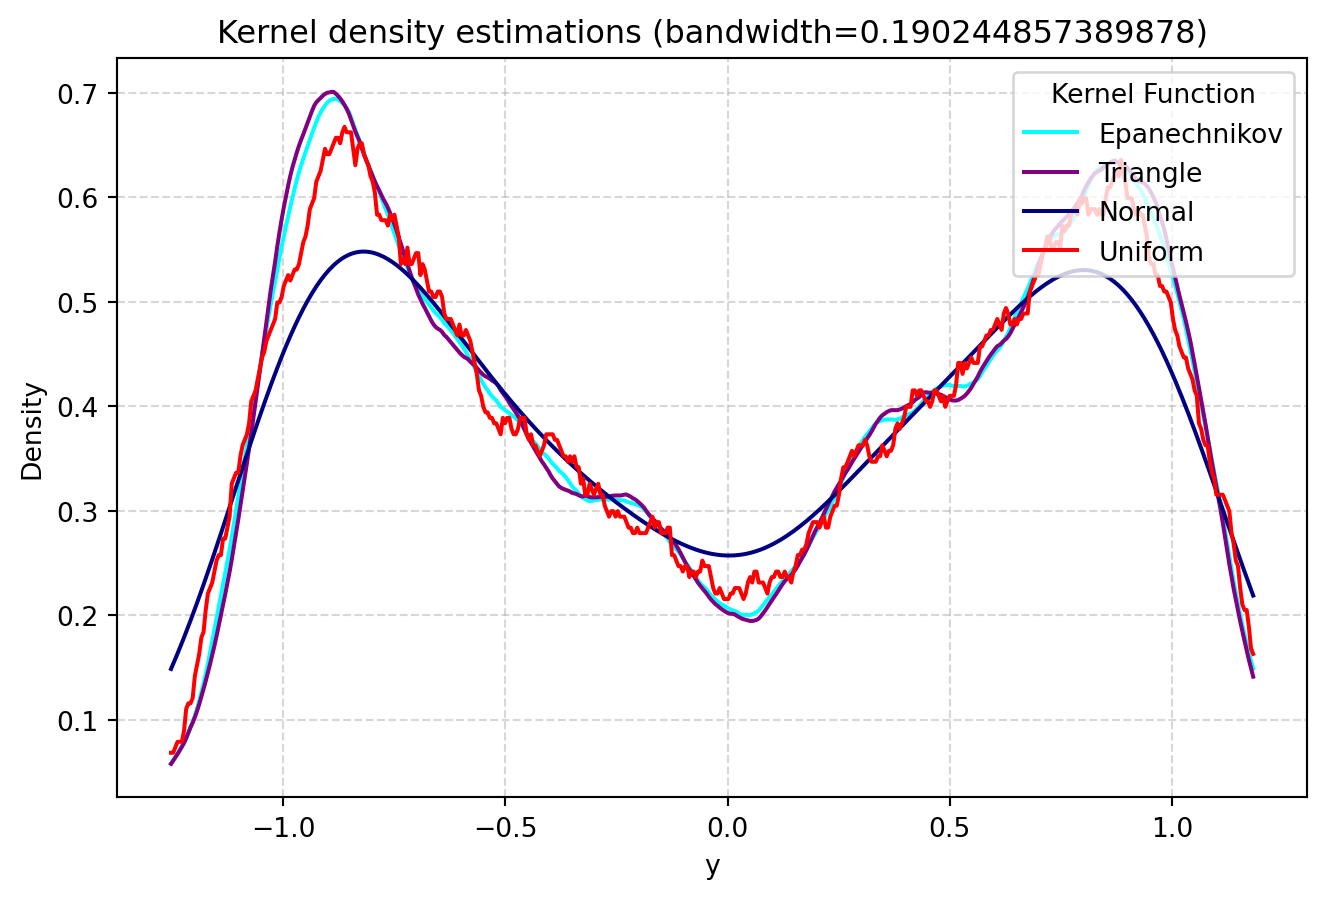 Kernel density estimations (bandwidth=0.190244857389878)
Kernel Function
Epanechnikov
Triangle
Normal
Uniform
Density
0.7
0.6
0.5
0.4
0.3
0.2
0.1
−1.0
−0.5
0.0
0.5
1.0
y